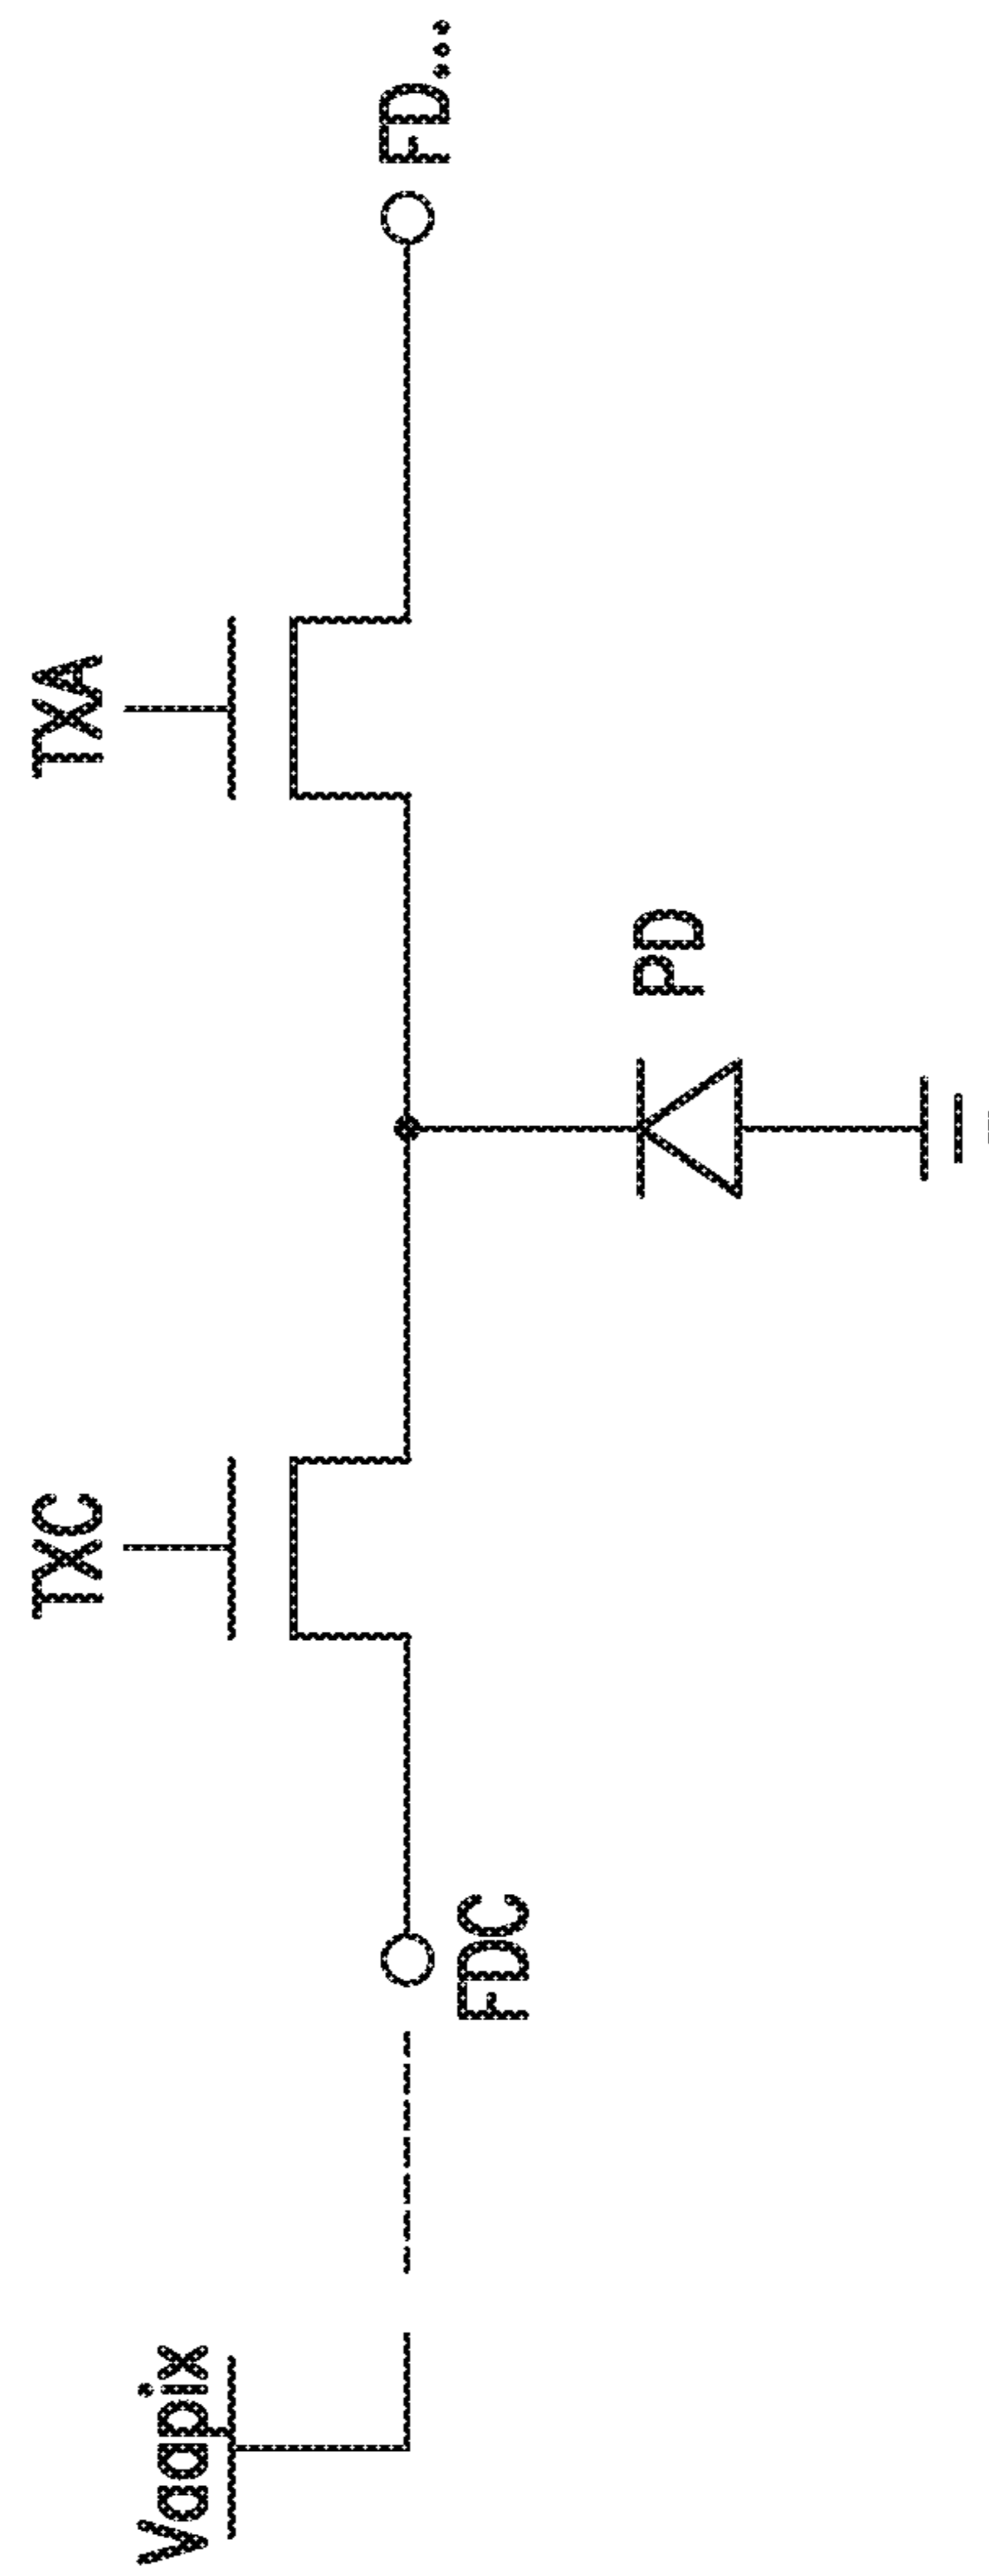 Vaapix
FDC
TXC
PD
TXA
FD...